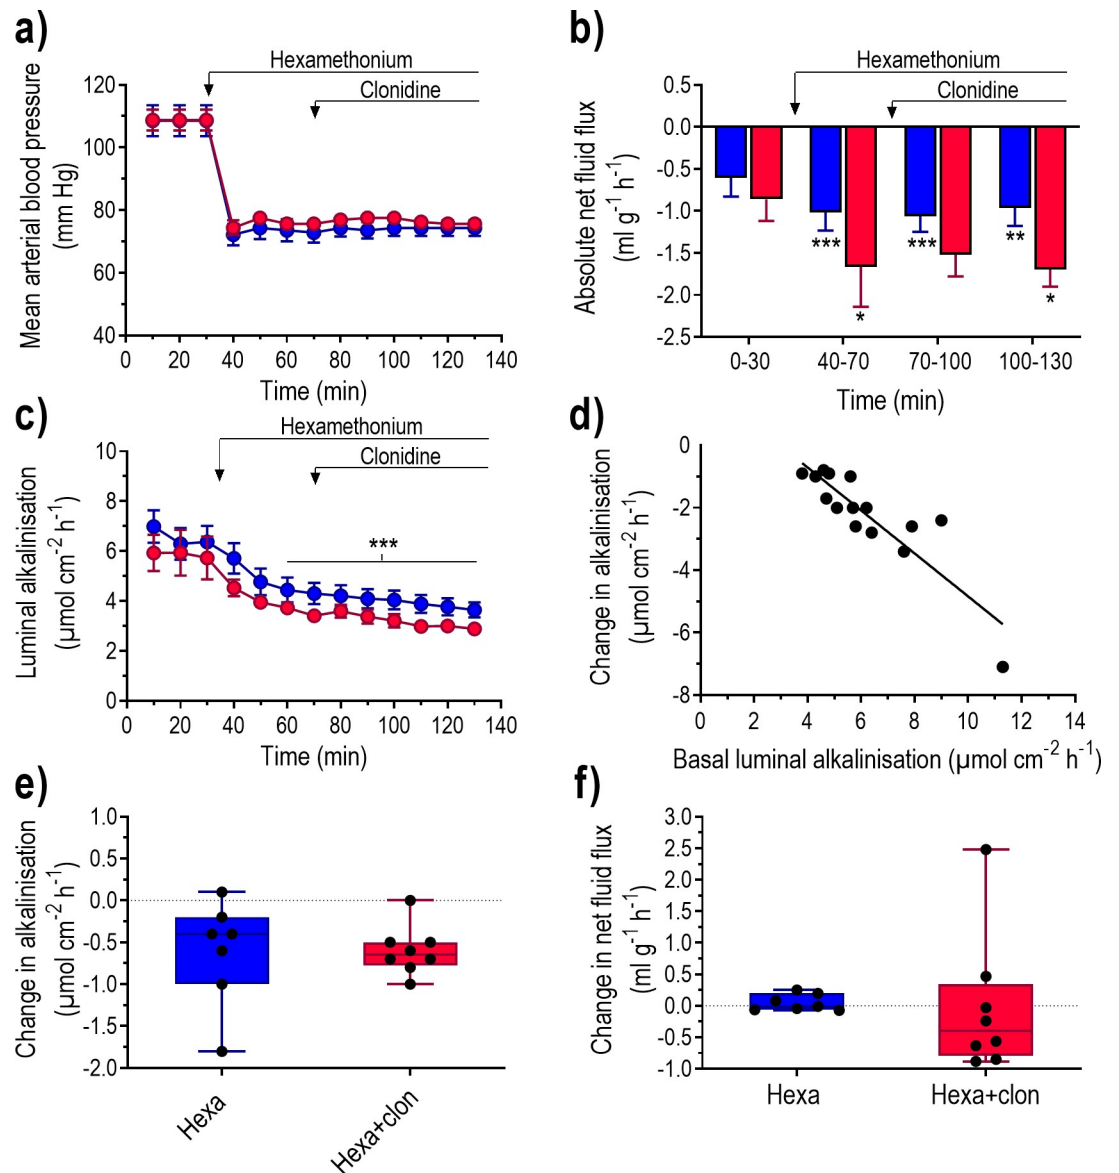 a)
Hexamethonium
Clonidine
Mean arterial blood pressure
(mm Hg)
120
100
80
60
40
0 20 40 60 80 100 120 140
Time (min)
b)
Hexamethonium
Clonidine
Absolute net fluid flux
(ml g⁻¹ h⁻¹)
0.5
0.0
-0.5
-1.0
-1.5
-2.0
-2.5
***
*
***
**
*
0-30 40-70 70-100 100-130
Time (min)
c)
Hexamethonium
Clonidine
Luminal alkalinisation
(µmol cm⁻² h⁻¹)
10
8
6
4
2
0
***
0 20 40 60 80 100 120 140
Time (min)
d)
Change in alkalinisation
(µmol cm⁻² h⁻¹)
0
-2
-4
-6
-8
0 2 4 6 8 10 12 14
Basal luminal alkalinisation (µmol cm⁻² h⁻¹)
e)
Change in alkalinisation
(µmol cm⁻² h⁻¹)
1.0
0.5
0.0
-0.5
-1.0
-1.5
-2.0
Hexa
Hexa+clon
f)
Change in net fluid flux
(ml g⁻¹ h⁻¹)
3.0
2.5
2.0
1.5
1.0
0.5
0.0
-0.5
-1.0
Hexa
Hexa+clon